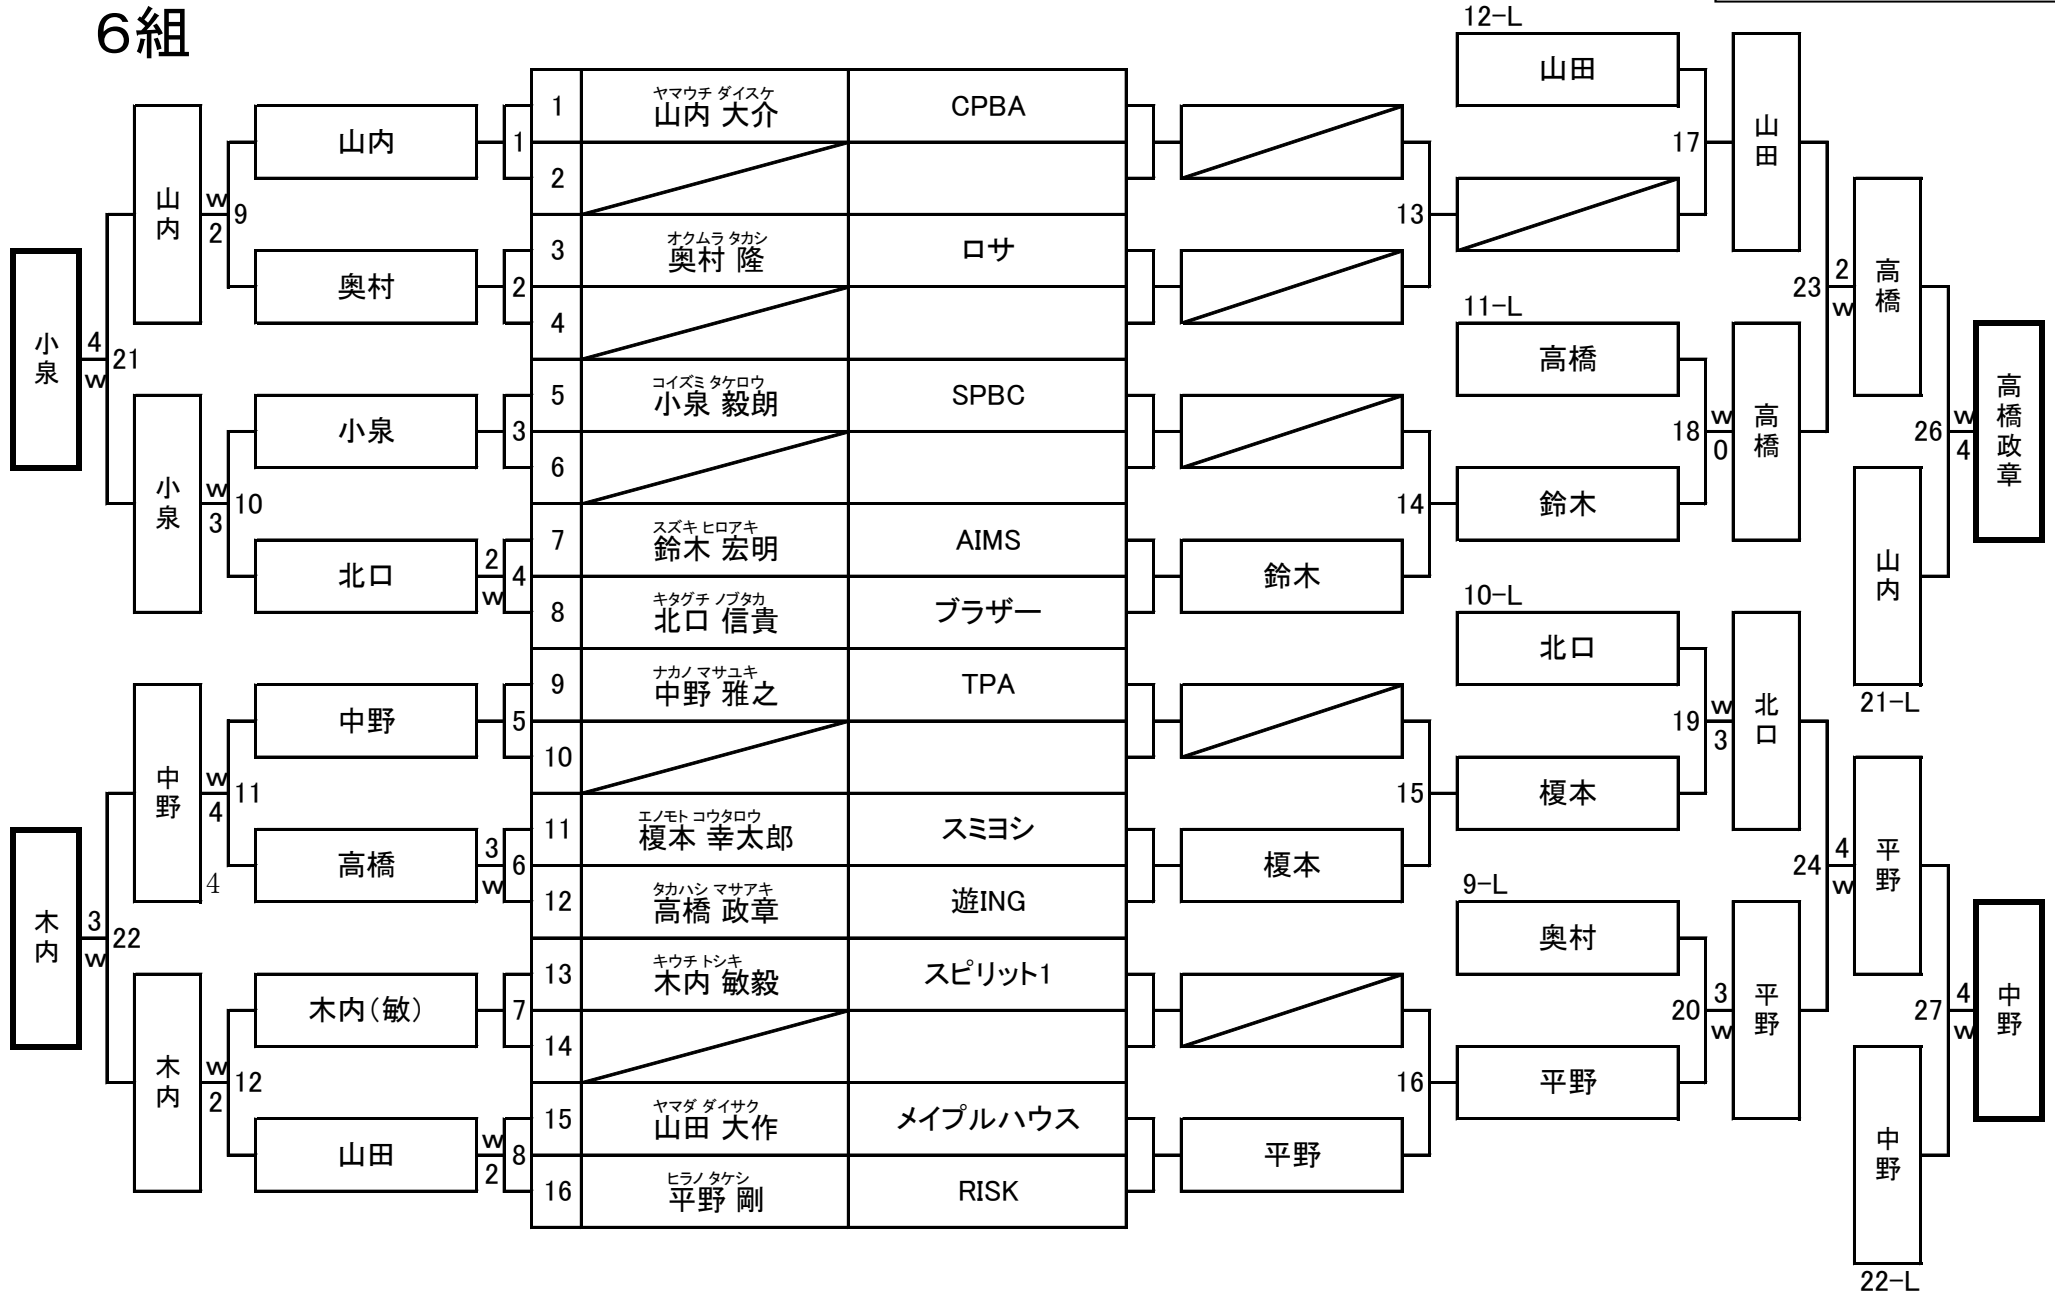 6組
12-L
山田
1
ヤマウチ ダイスケ
山内 大介
CPBA
山内
1
山田
17
2
山内
w
9
2
13
高橋
3
オクムラ タカシ
奥村 隆
ロサ
奥村
2
2
23
w
4
11-L
小泉
4
21
w
高橋
5
コイズミ タケロウ
小泉 毅朗
SPBC
小泉
3
18
w
0
高橋
26
w
4
高橋政章
6
小泉
w
10
3
14
鈴木
7
スズキ ヒロアキ
鈴木 宏明
AIMS
北口
2
4
w
鈴木
山内
8
キタグチ ノブタカ
北口 信貴
ブラザー
10-L
北口
9
ナカノ マサユキ
中野 雅之
TPA
21-L
中野
5
19
w
3
北口
10
中野
w
11
4
15
榎本
11
エノモト コウタロウ
榎本 幸太郎
スミヨシ
高橋
4
3
6
w
榎本
24
4
w
平野
12
タカハシ マサアキ
高橋 政章
遊ING
9-L
木内
3
22
w
奥村
13
キウチ トシキ
木内 敏毅
スピリット1
木内(敏)
7
20
3
w
平野
27
4
w
中野
14
木内
w
12
2
16
平野
15
ヤマダ ダイサク
山田 大作
メイプルハウス
山田
w
8
2
平野
中野
16
ヒラノ タケシ
平野 剛
RISK
22-L